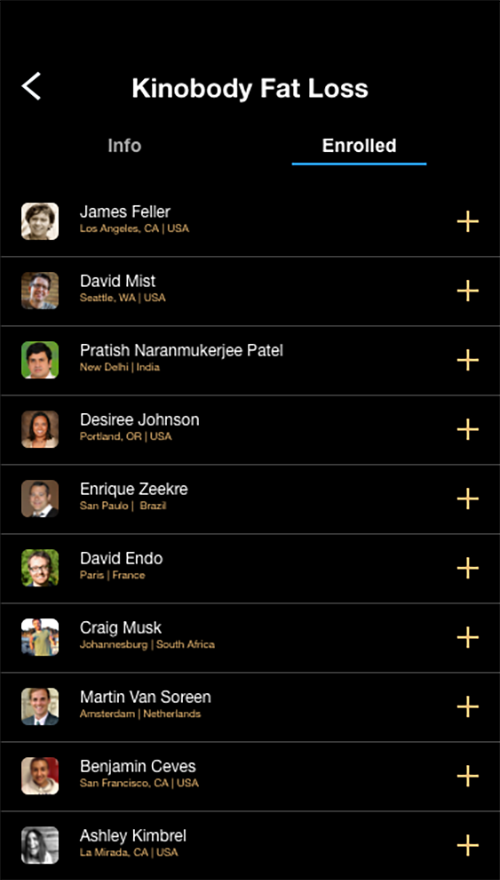 Kinobody Fat Loss
Info Enrolled
James Feller
Los Angeles, CA | USA
David Mist
Seattle, WA | USA
Pratish Naranmukerjee Patel
New Delhi | India
Desiree Johnson
Portland, OR | USA
Enrique Zeekre
San Paulo | Brazil
David Endo
Paris | France
Craig Musk
Johannesburg | South Africa
Martin Van Soreen
Amsterdam | Netherlands
Benjamin Ceves
San Francisco, CA | USA
Ashley Kimbrel
La Mirada, CA | USA